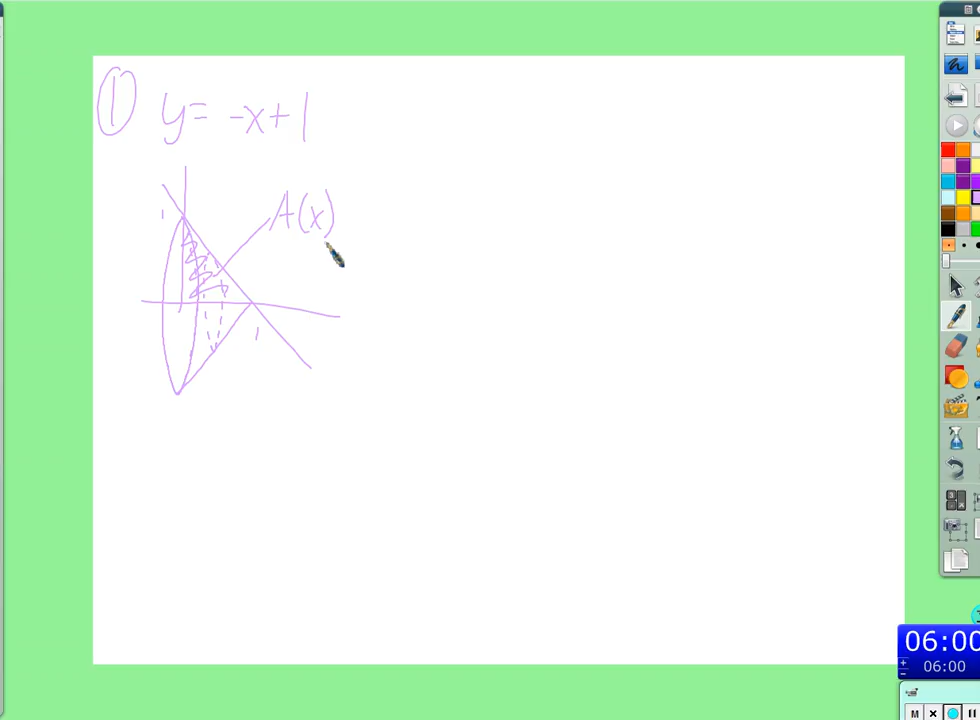 ① y = -x + 1
A(x)
1
1
06:00
06:00
M